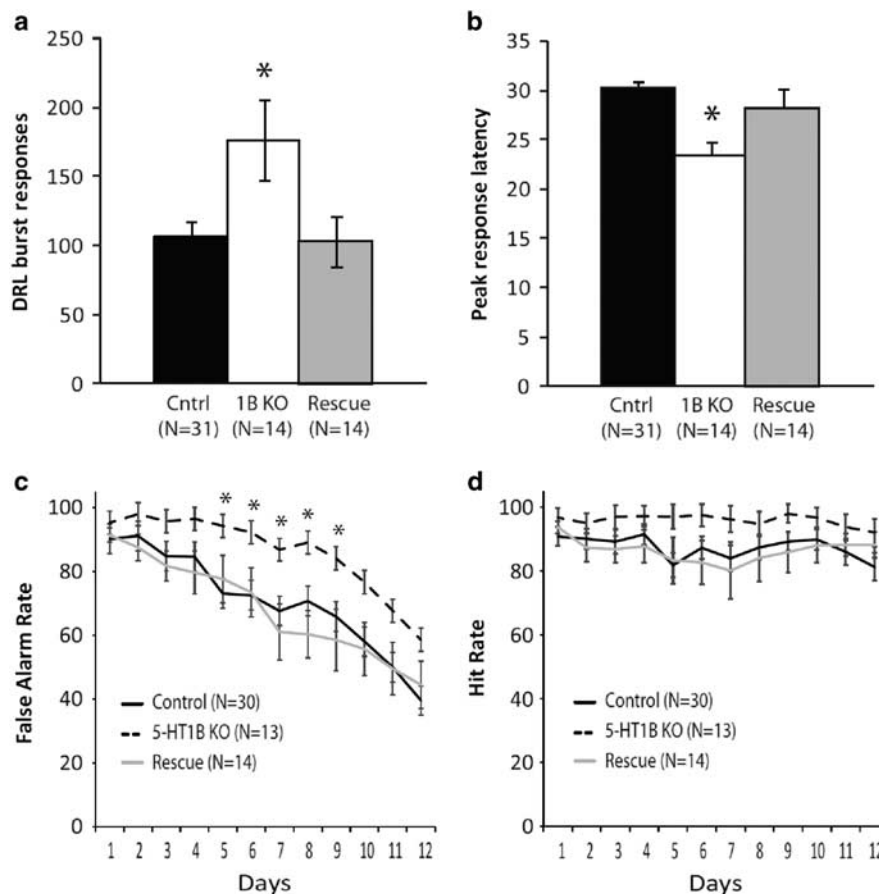 a
DRL burst responses
250
200
150
100
50
0
*
Cntrl 1B KO Rescue
(N=31) (N=14) (N=14)
b
Peak response latency
35
30
25
20
15
10
5
0
*
Cntrl 1B KO Rescue
(N=31) (N=14) (N=14)
c
False Alarm Rate
100
80
60
40
20
0
* * * * *
Control (N=30)
5-HT1B KO (N=13)
Rescue (N=14)
1 2 3 4 5 6 7 8 9 10 11 12
Days
d
Hit Rate
100
80
60
40
20
0
Control (N=30)
5-HT1B KO (N=13)
Rescue (N=14)
1 2 3 4 5 6 7 8 9 10 11 12
Days